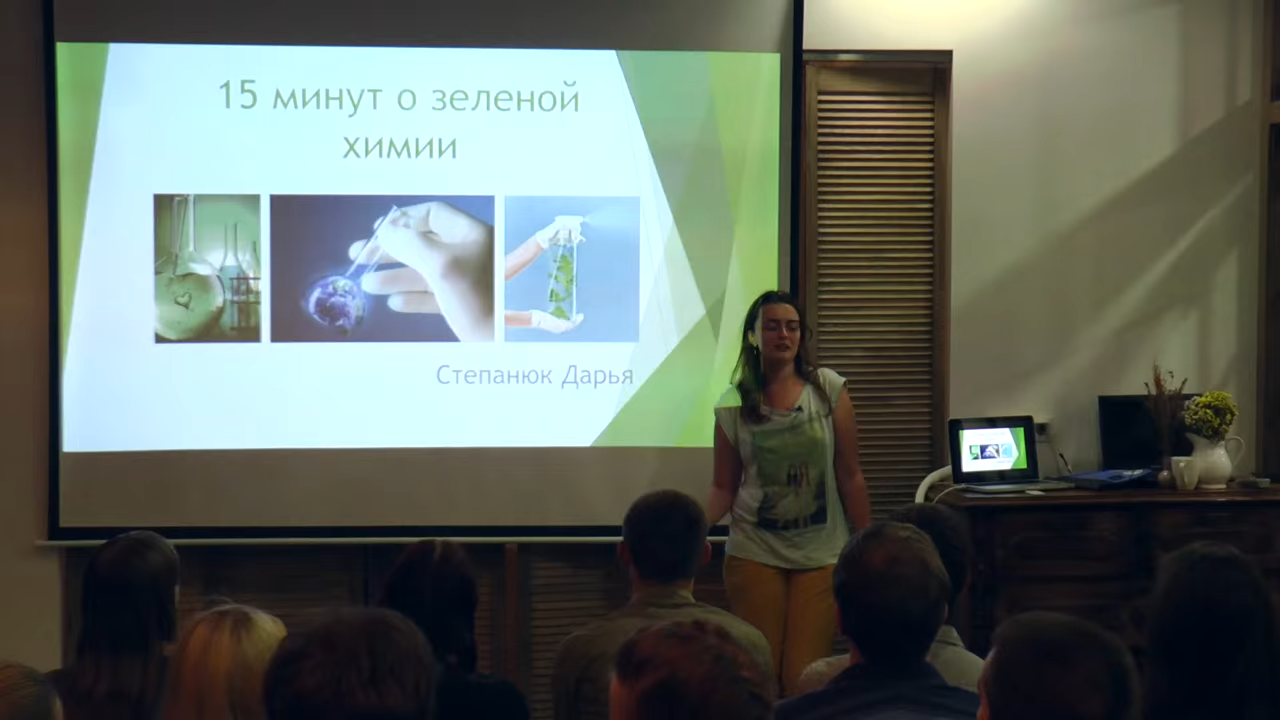 15 минут о зеленой
химии
Степанюк Дарья